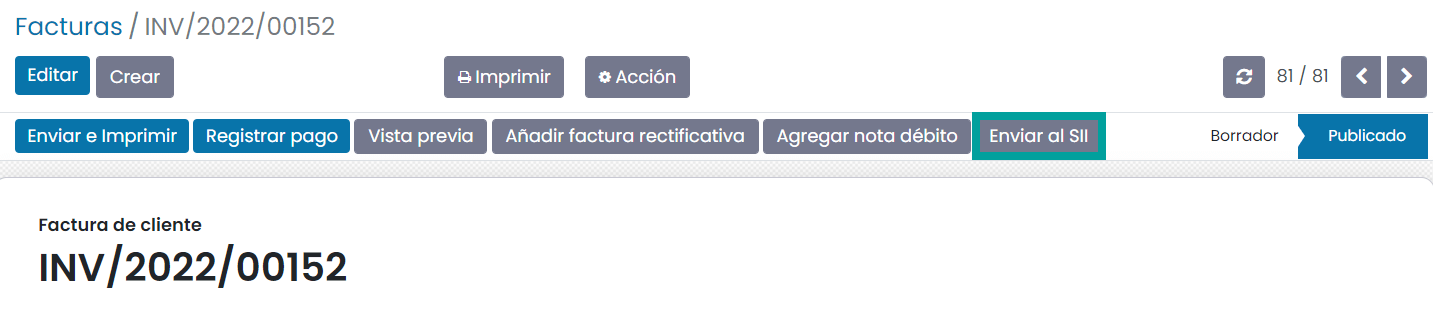 Facturas / INV/2022/00152
Editar Crear Imprimir Acción 81 / 81
Enviar e Imprimir Registrar pago Vista previa Añadir factura rectificativa Agregar nota débito Enviar al SII Borrador Publicado
Factura de cliente
INV/2022/00152